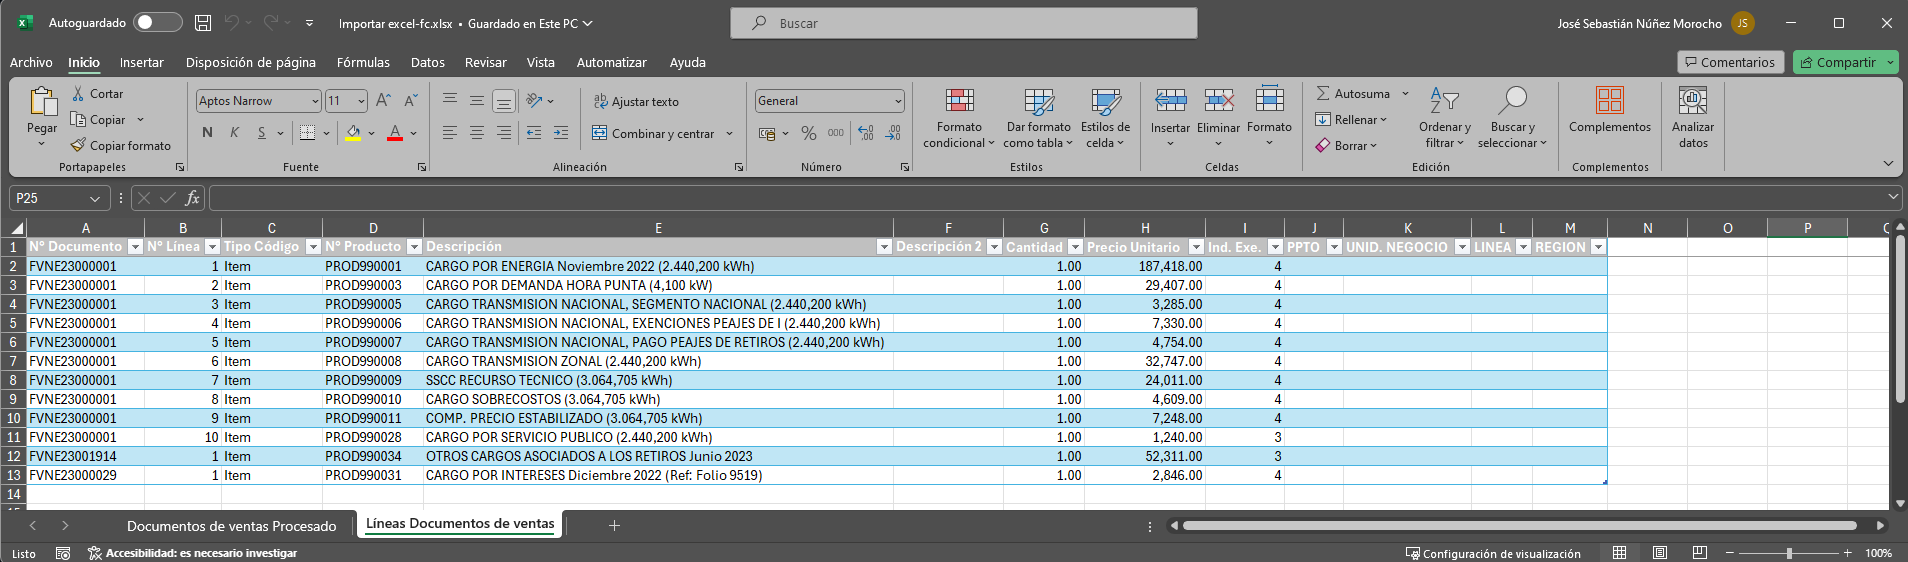 Autoguardado Importar excel-fc.xlsx • Guardado en Este PC Buscar José Sebastián Núñez Morocho JS
Archivo Inicio Insertar Disposición de página Fórmulas Datos Revisar Vista Automatizar Ayuda Comentarios Compartir
Pegar Cortar Copiar Copiar formato Portapapeles
Aptos Narrow 11 N K S Fuente
Ajustar texto Combinar y centrar Alineación
General % 000 Número
Formato condicional Dar formato como tabla Estilos de celda Estilos
Insertar Eliminar Formato Celdas
Autosuma Rellenar Borrar Ordenar y filtrar Buscar y seleccionar Edición
Complementos Complementos
Analizar datos
P25 fx
A B C D E F G H I J K L M N O P
1 N° Documento N° Línea Tipo Código N° Producto Descripción Descripción 2 Cantidad Precio Unitario Ind. Exe. PPTO UNID. NEGOCIO LINEA REGION
2 FVNE23000001 1 Item PROD990001 CARGO POR ENERGIA Noviembre 2022 (2.440,200 kWh) 1.00 187,418.00 4
3 FVNE23000001 2 Item PROD990003 CARGO POR DEMANDA HORA PUNTA (4,100 kW) 1.00 29,407.00 4
4 FVNE23000001 3 Item PROD990005 CARGO TRANSMISION NACIONAL, SEGMENTO NACIONAL (2.440,200 kWh) 1.00 3,285.00 4
5 FVNE23000001 4 Item PROD990006 CARGO TRANSMISION NACIONAL, EXENCIONES PEAJES DE I (2.440,200 kWh) 1.00 7,330.00 4
6 FVNE23000001 5 Item PROD990007 CARGO TRANSMISION NACIONAL, PAGO PEAJES DE RETIROS (2.440,200 kWh) 1.00 4,754.00 4
7 FVNE23000001 6 Item PROD990008 CARGO TRANSMISION ZONAL (2.440,200 kWh) 1.00 32,747.00 4
8 FVNE23000001 7 Item PROD990009 SSCC RECURSO TECNICO (3.064,705 kWh) 1.00 24,011.00 4
9 FVNE23000001 8 Item PROD990010 CARGO SOBRECOSTOS (3.064,705 kWh) 1.00 4,609.00 4
10 FVNE23000001 9 Item PROD990011 COMP. PRECIO ESTABILIZADO (3.064,705 kWh) 1.00 7,248.00 4
11 FVNE23000001 10 Item PROD990028 CARGO POR SERVICIO PUBLICO (2.440,200 kWh) 1.00 1,240.00 3
12 FVNE23001914 1 Item PROD990034 OTROS CARGOS ASOCIADOS A LOS RETIROS Junio 2023 1.00 52,311.00 3
13 FVNE23000029 1 Item PROD990031 CARGO POR INTERESES Diciembre 2022 (Ref: Folio 9519) 1.00 2,846.00 4
14
Documentos de ventas Procesado Líneas Documentos de ventas
Listo Accesibilidad: es necesario investigar Configuración de visualización 100%